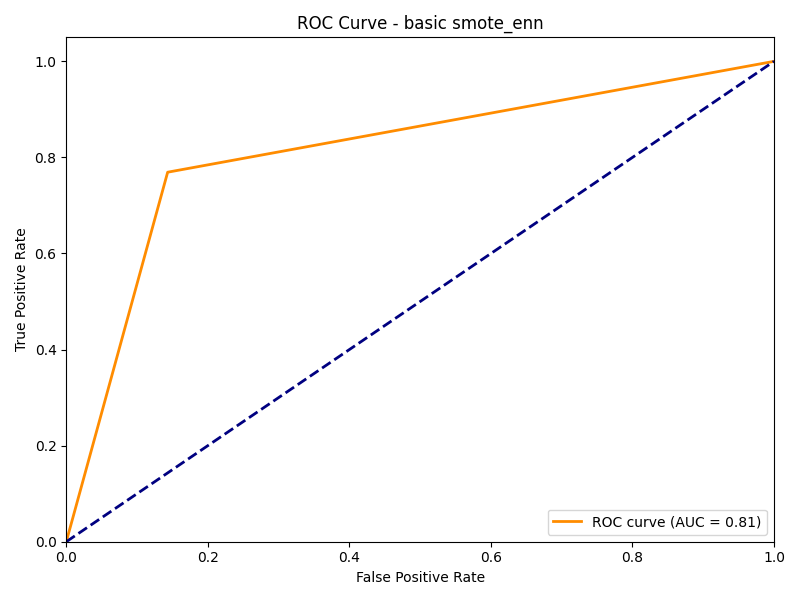 ROC Curve - basic smote_enn
True Positive Rate
1.0
0.8
0.6
0.4
0.2
0.0
0.0 0.2 0.4 0.6 0.8 1.0
False Positive Rate
ROC curve (AUC = 0.81)